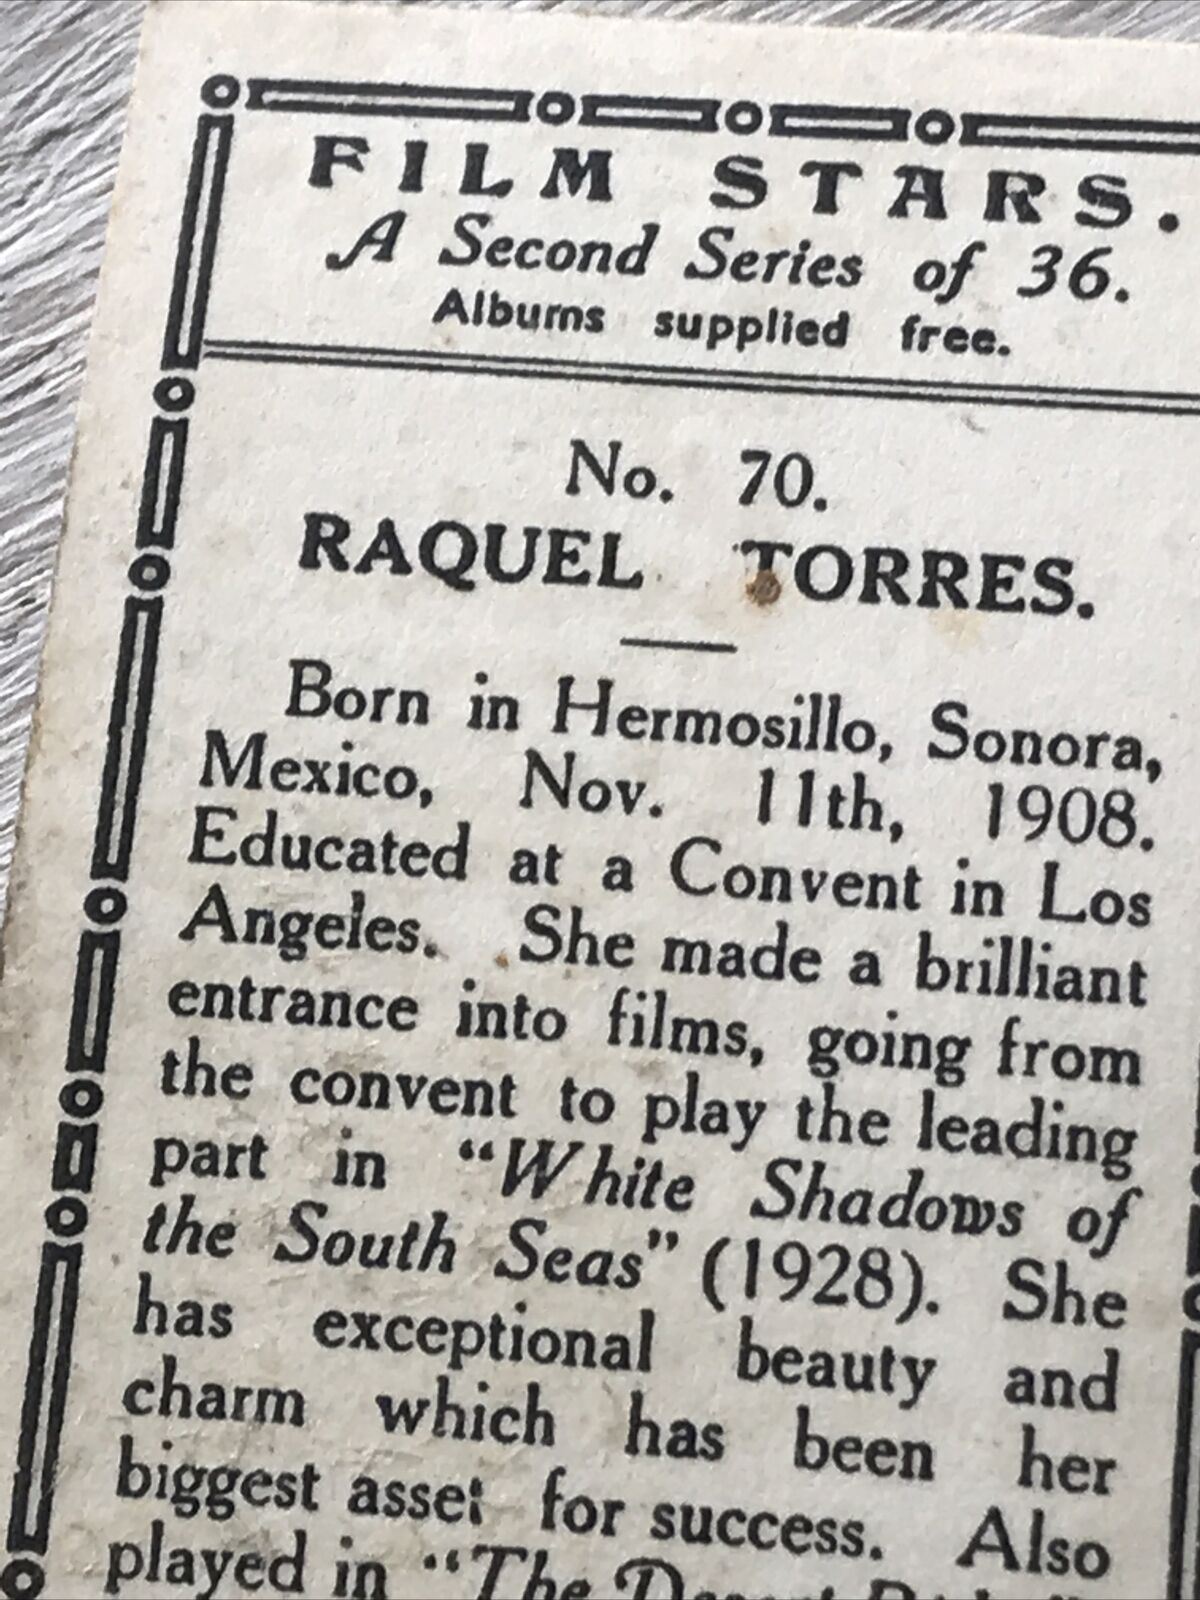 FILM STARS.
A Second Series of 36.
Albums supplied free.
No. 70.
RAQUEL TORRES.
Born in Hermosillo, Sonora,
Mexico, Nov. 11th, 1908.
Educated at a Convent in Los
Angeles. She made a brilliant
entrance into films, going from
the convent to play the leading
part in "White Shadows of
the South Seas" (1928). She
has exceptional beauty and
charm which has been her
biggest asset for success. Also
played in "The Desert